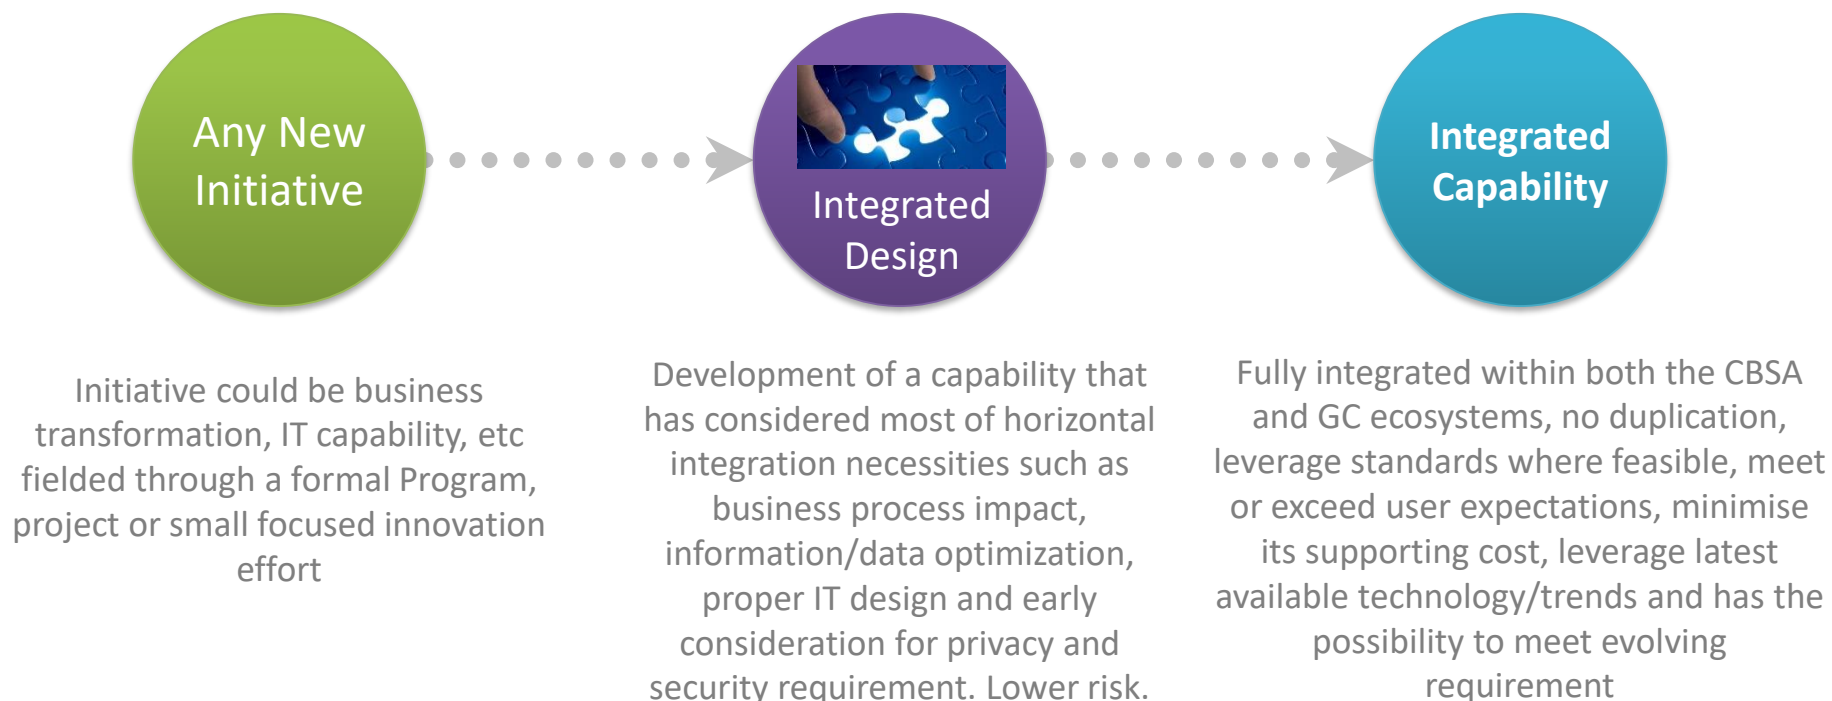 Any New
Initiative
Integrated
Design
Integrated
Capability
Initiative could be business
transformation, IT capability, etc
fielded through a formal Program,
project or small focused innovation
effort
Development of a capability that
has considered most of horizontal
integration necessities such as
business process impact,
information/data optimization,
proper IT design and early
consideration for privacy and
security requirement. Lower risk.
Fully integrated within both the CBSA
and GC ecosystems, no duplication,
leverage standards where feasible, meet
or exceed user expectations, minimise
its supporting cost, leverage latest
available technology/trends and has the
possibility to meet evolving
requirement